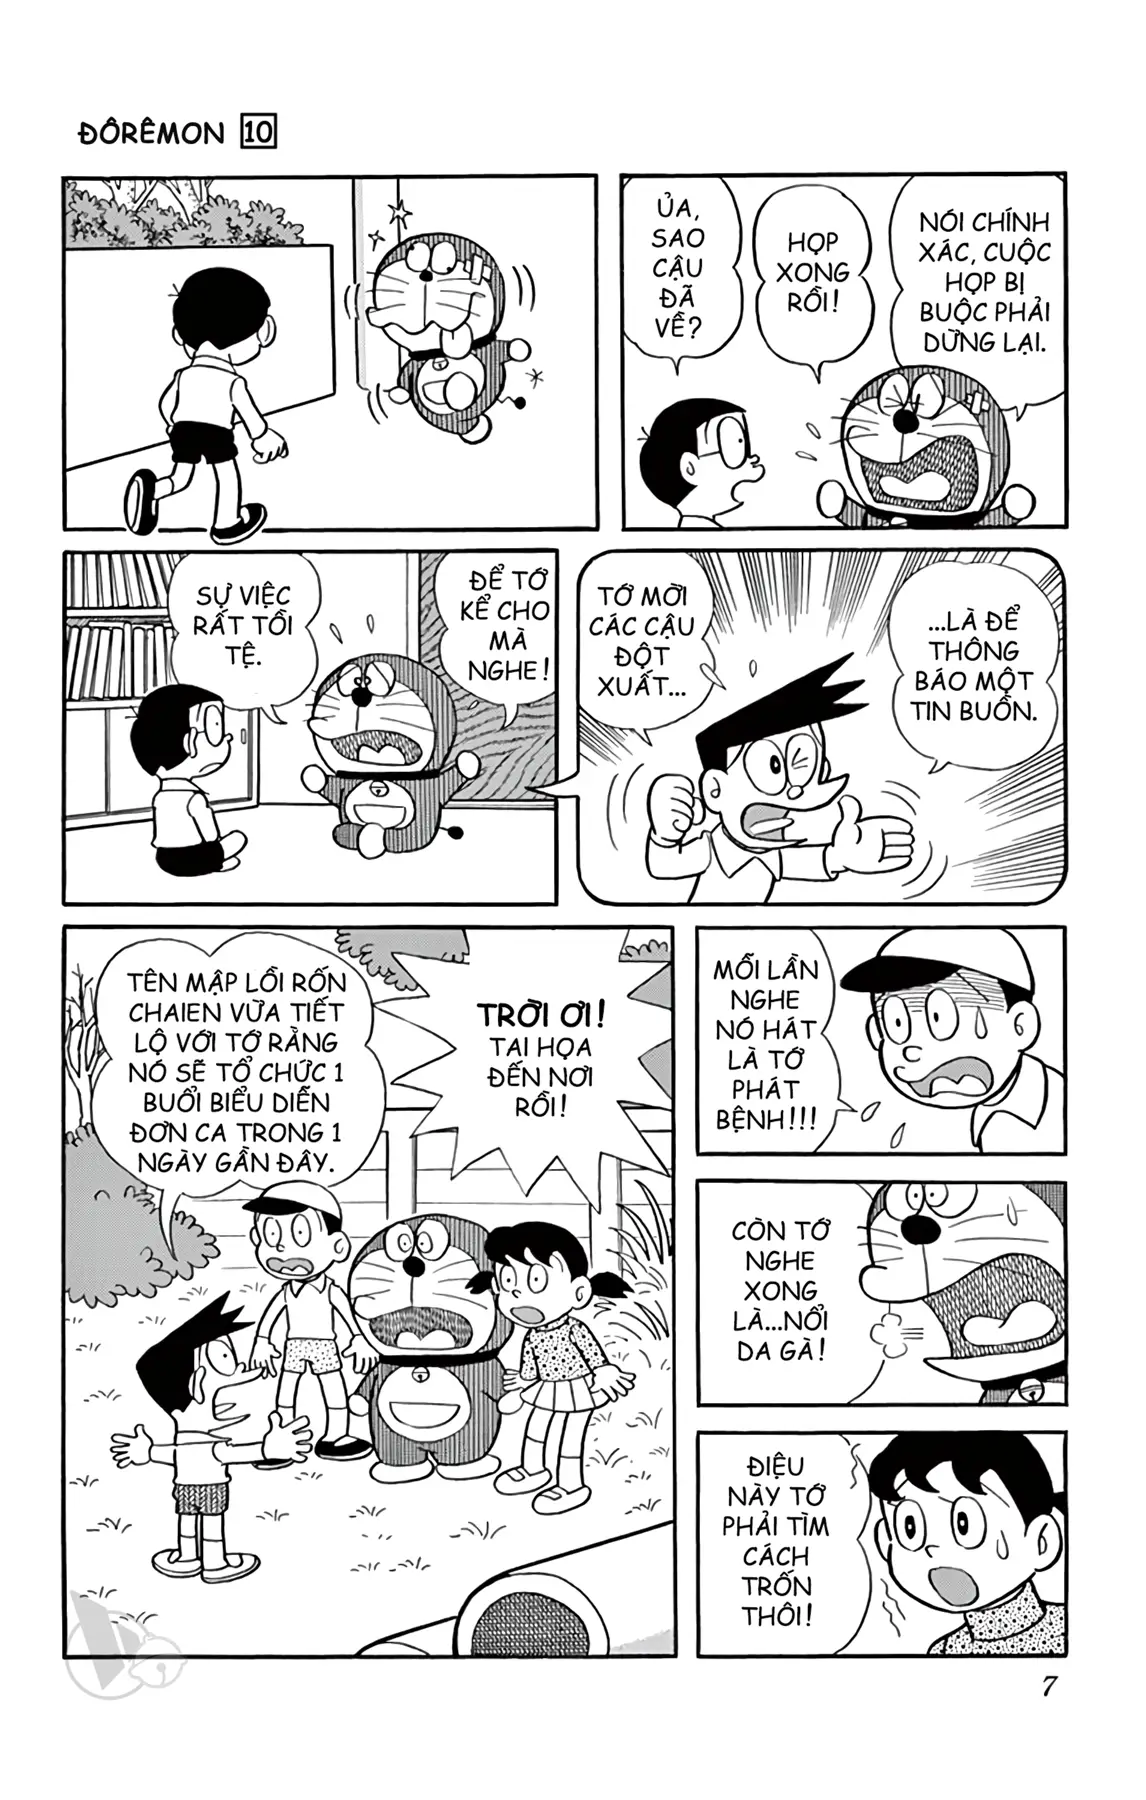 ĐÔRÊMON 10
ỦA,
SAO
CẬU
ĐÃ
VỀ?
HỌP
XONG
RỒI!
NÓI CHÍNH
XÁC, CUỘC
HỌP BỊ
BUỘC PHẢI
DỪNG LẠI.
SỰ VIỆC
RẤT TỒI
TỆ.
ĐỂ TỚ
KỂ CHO
MÀ
NGHE!
TỚ MỜI
CÁC CẬU
ĐỘT
XUẤT...
...LÀ ĐỂ
THÔNG
BÁO MỘT
TIN BUỒN.
TÊN MẬP LỒI RỐN
CHAIEN VỪA TIẾT
LỘ VỚI TỚ RẰNG
NÓ SẼ TỔ CHỨC 1
BUỔI BIỂU DIỄN
ĐƠN CA TRONG 1
NGÀY GẦN ĐÂY.
TRỜI ƠI!
TAI HỌA
ĐẾN NƠI
RỒI!
MỖI LẦN
NGHE
NÓ HÁT
LÀ TỚ
PHÁT
BỆNH!!!
CÒN TỚ
NGHE
XONG
LÀ...NỔI
DA GÀ!
ĐIỆU
NÀY TỚ
PHẢI TÌM
CÁCH
TRỐN
THÔI!
7